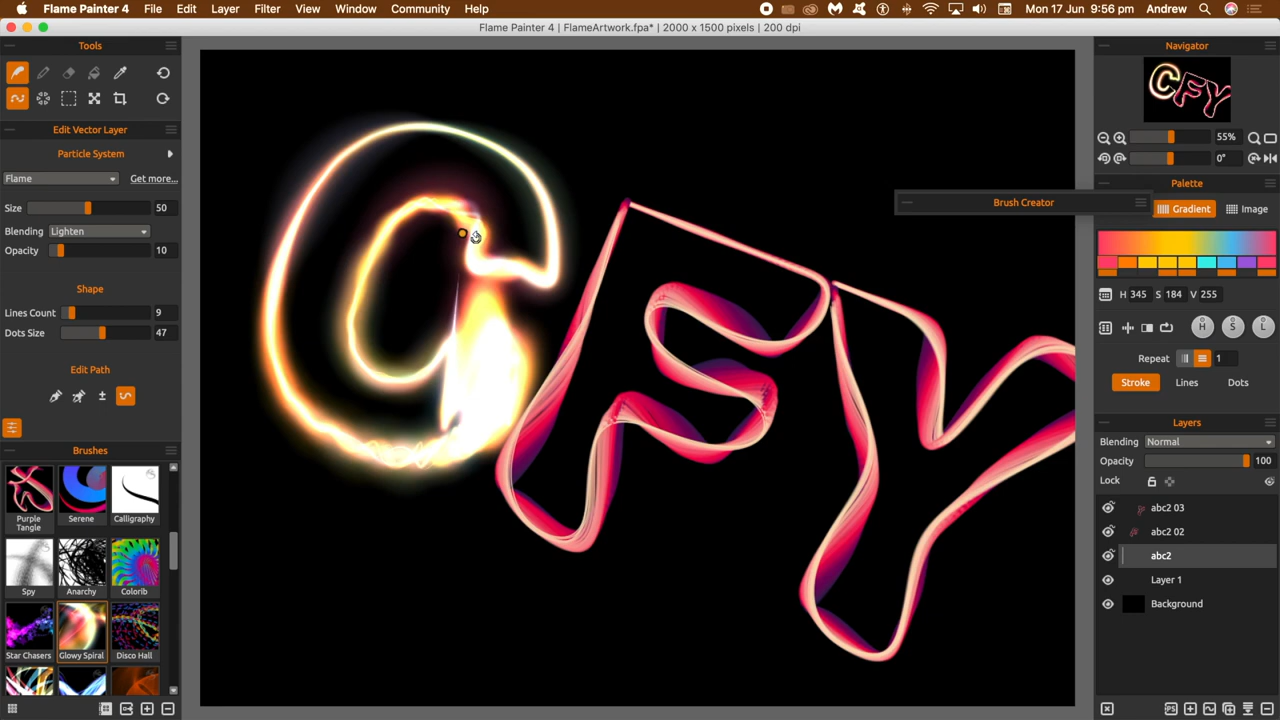 Flame Painter 4 File Edit Layer Filter View Window Community Help Mon 17 Jun 9:56 pm Andrew
Flame Painter 4 | FlameArtwork.fpa* | 2000 x 1500 pixels | 200 dpi
Tools
Edit Vector Layer
Particle System
Flame Get more...
Size 50
Blending Lighten
Opacity 10
Shape
Lines Count 9
Dots Size 47
Edit Path
Brushes
Purple Tangle
Serene
Calligraphy
Spy
Anarchy
Colorib
Star Chasers
Glowy Spiral
Disco Hall
G F Y
Brush Creator
Navigator
55%
0°
Palette
Gradient Image
H 345 S 184 V 255
H S L
Repeat 1
Stroke Lines Dots
Layers
Blending Normal
Opacity 100
Lock
abc2 03
abc2 02
abc2
Layer 1
Background
PS